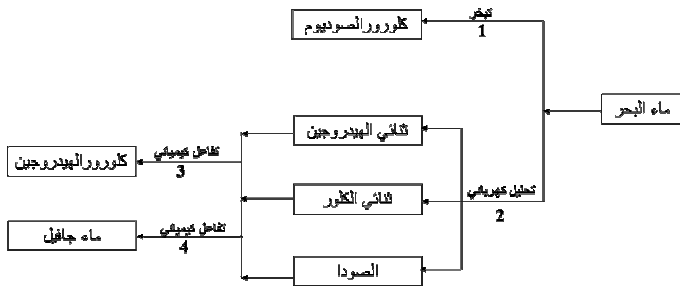 تبخر
1
كلورورالصوديوم
ماء البحر
ثنائي الهيدروجين
تفاعل كيميائي
3
كلورورالهيدروجين
تحليل كهربائي
2
ثنائي الكلور
تفاعل كيميائي
4
ماء جافيل
الصودا